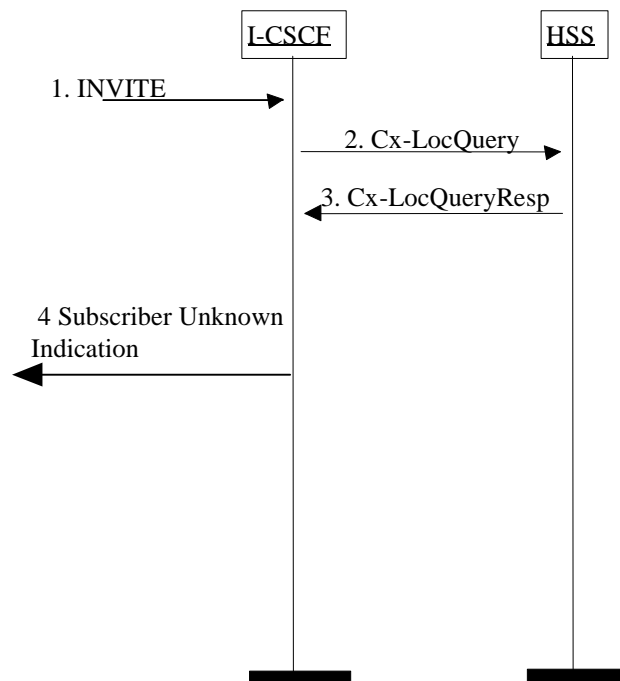 I-CSCF
HSS
1. INVITE
2. Cx-LocQuery
3. Cx-LocQueryResp
4 Subscriber Unknown
Indication